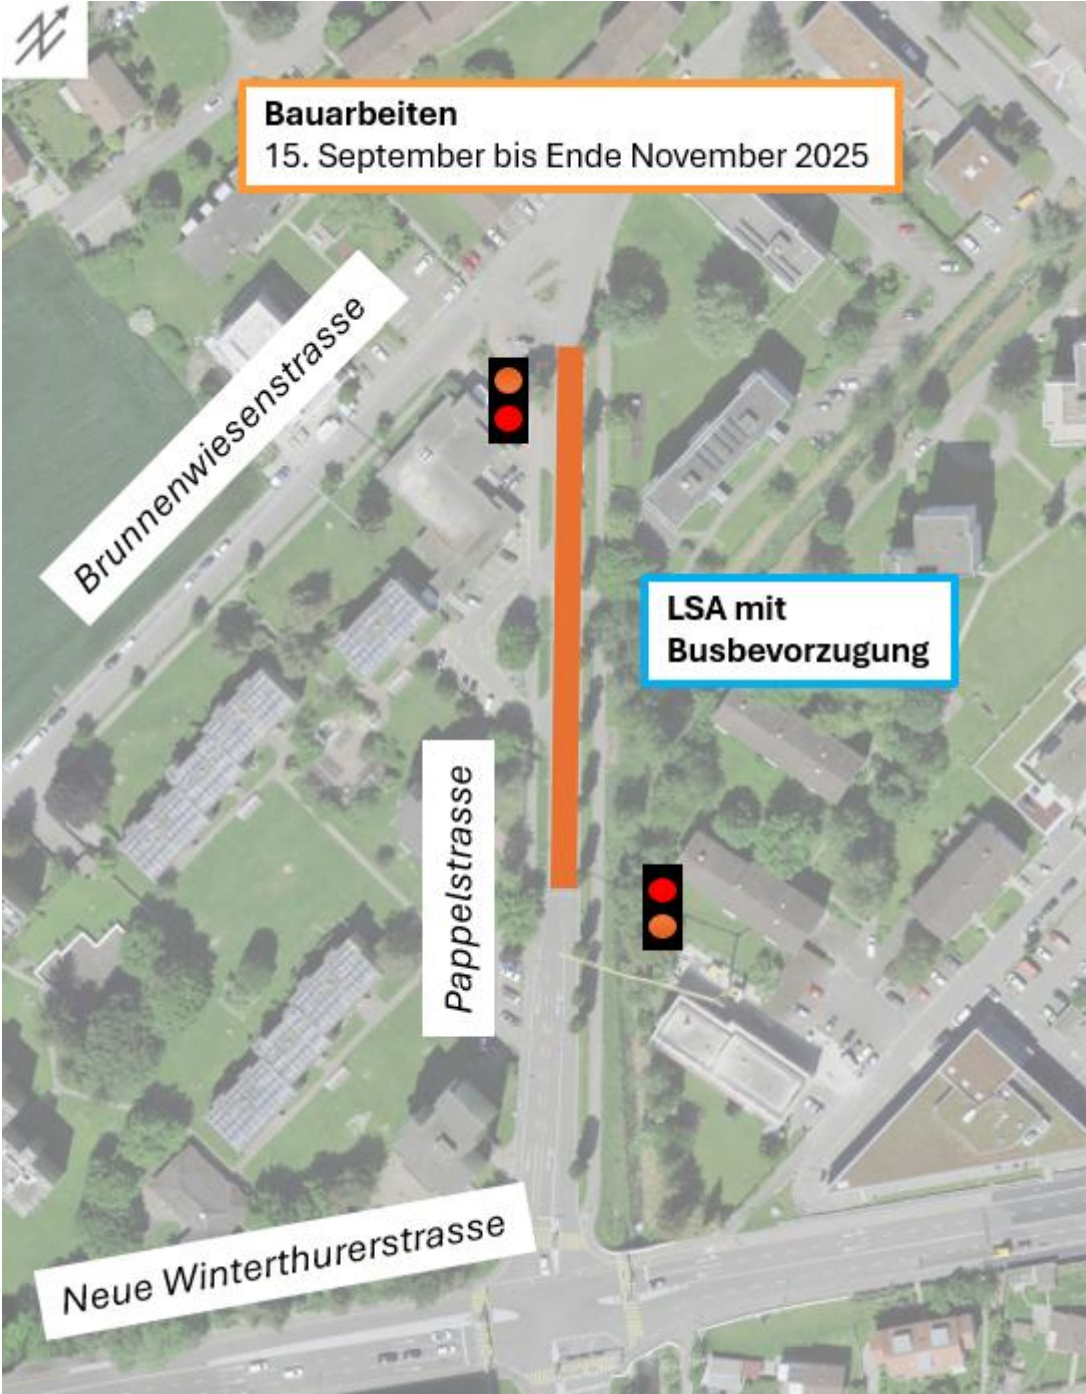 Bauarbeiten
15. September bis Ende November 2025
Brunnenwiesenstrasse
LSA mit
Busbevorzugung
Pappelstrasse
Neue Winterthurerstrasse